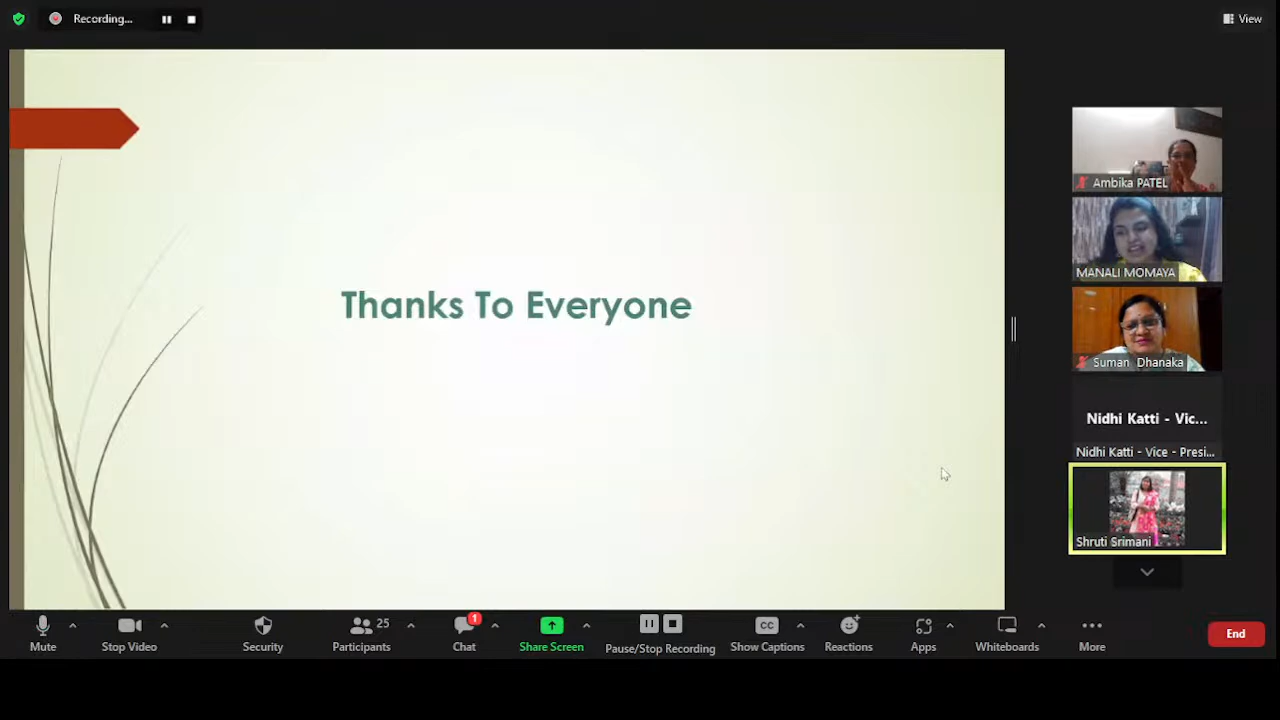 Recording...
View
Thanks To Everyone
Ambika PATEL
MANALI MOMAYA
Suman Dhanaka
Nidhi Katti - Vic...
Nidhi Katti - Vice - Presi...
Shruti Srimani
Mute
Stop Video
Security
25
Participants
1
Chat
Share Screen
Pause/Stop Recording
CC
Show Captions
Reactions
Apps
Whiteboards
More
End